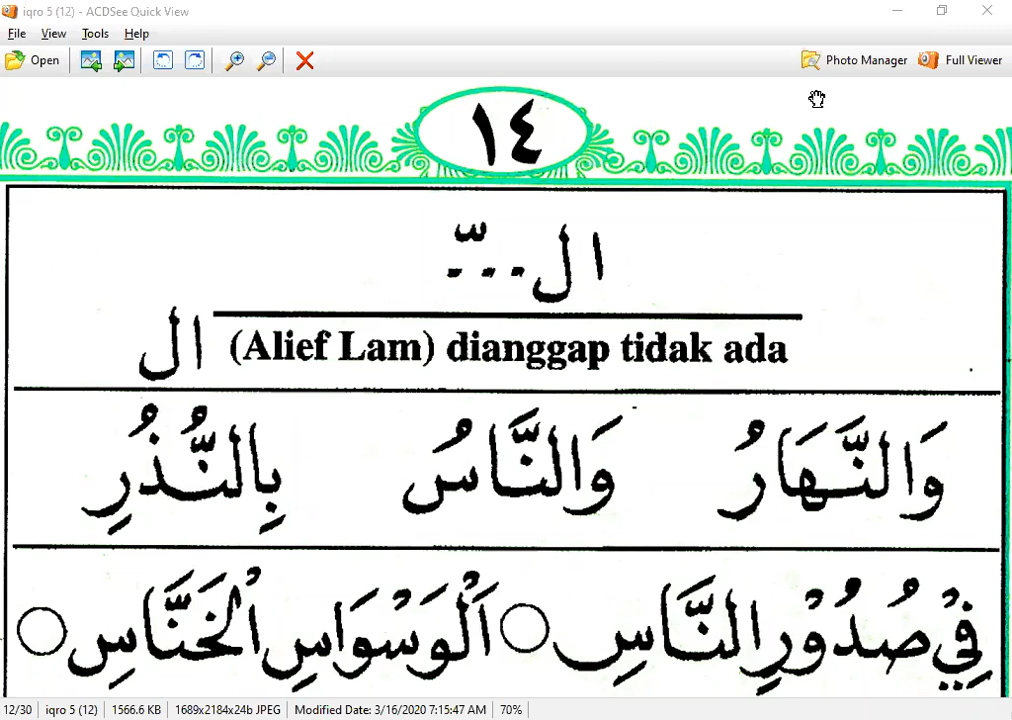 iqro 5 (12) - ACDSee Quick View
File View Tools Help
Open Photo Manager Full Viewer
١٤
ال...ّ
ال (Alief Lam) dianggap tidak ada
وَالنَّهَارُ وَالنَّاسُ بِالنُّذُرِ
فِيْ صُدُوْرِ النَّاسِ ○ اَلْوَسْوَاسِ الْخَنَّاسِ ○
12/30 iqro 5 (12) 1566.6 KB 1689x2184x24b JPEG Modified Date: 3/16/2020 7:15:47 AM 70%